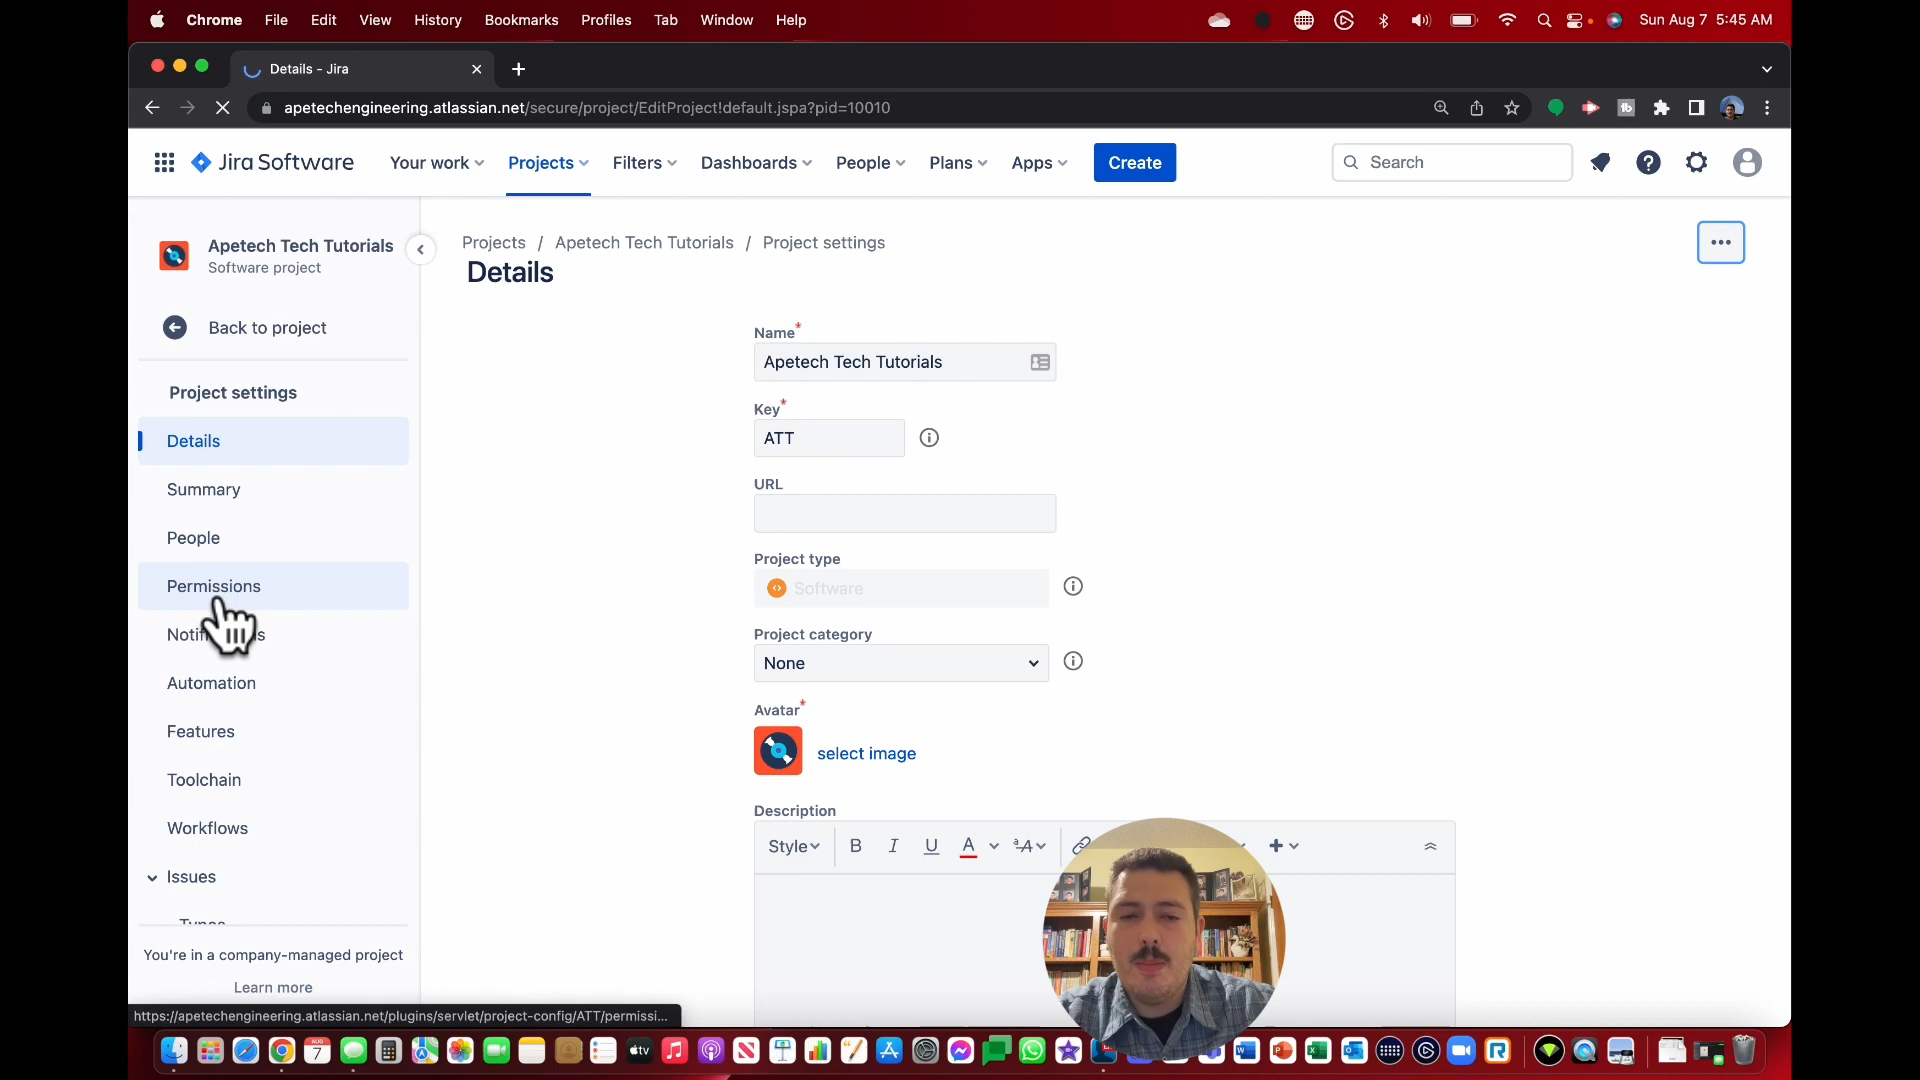 Chrome File Edit View History Bookmarks Profiles Tab Window Help Sun Aug 7 5:45 AM
Details - Jira
apetechengineering.atlassian.net/secure/project/EditProject!default.jspa?pid=10010
Jira Software Your work Projects Filters Dashboards People Plans Apps Create Search
Apetech Tech Tutorials
Software project
Back to project
Project settings
Details
Summary
People
Permissions
Automation
Features
Toolchain
Workflows
Issues
Types
You're in a company-managed project
Learn more
Projects / Apetech Tech Tutorials / Project settings
Details
Name*
Apetech Tech Tutorials
Key*
ATT
URL
Project type
Software
Project category
None
Avatar*
select image
Description
Style B I U A
https://apetechengineering.atlassian.net/plugins/servlet/project-config/ATT/permissi...
AUG
7
tv